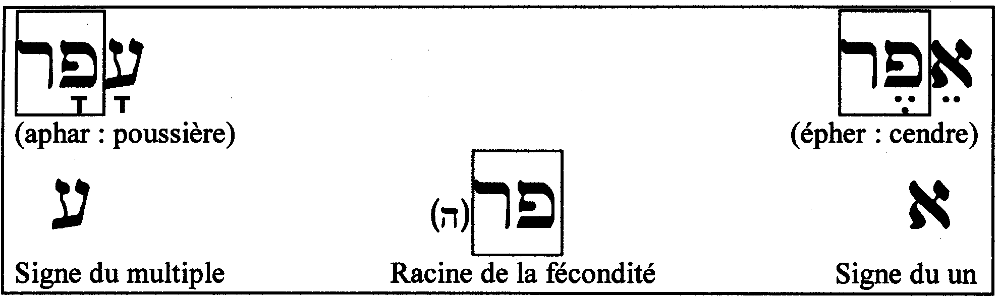 עָפָר אֵפֶר
(aphar : poussière) (épher : cendre)
ע פר(ה) א
Signe du multiple Racine de la fécondité Signe du un